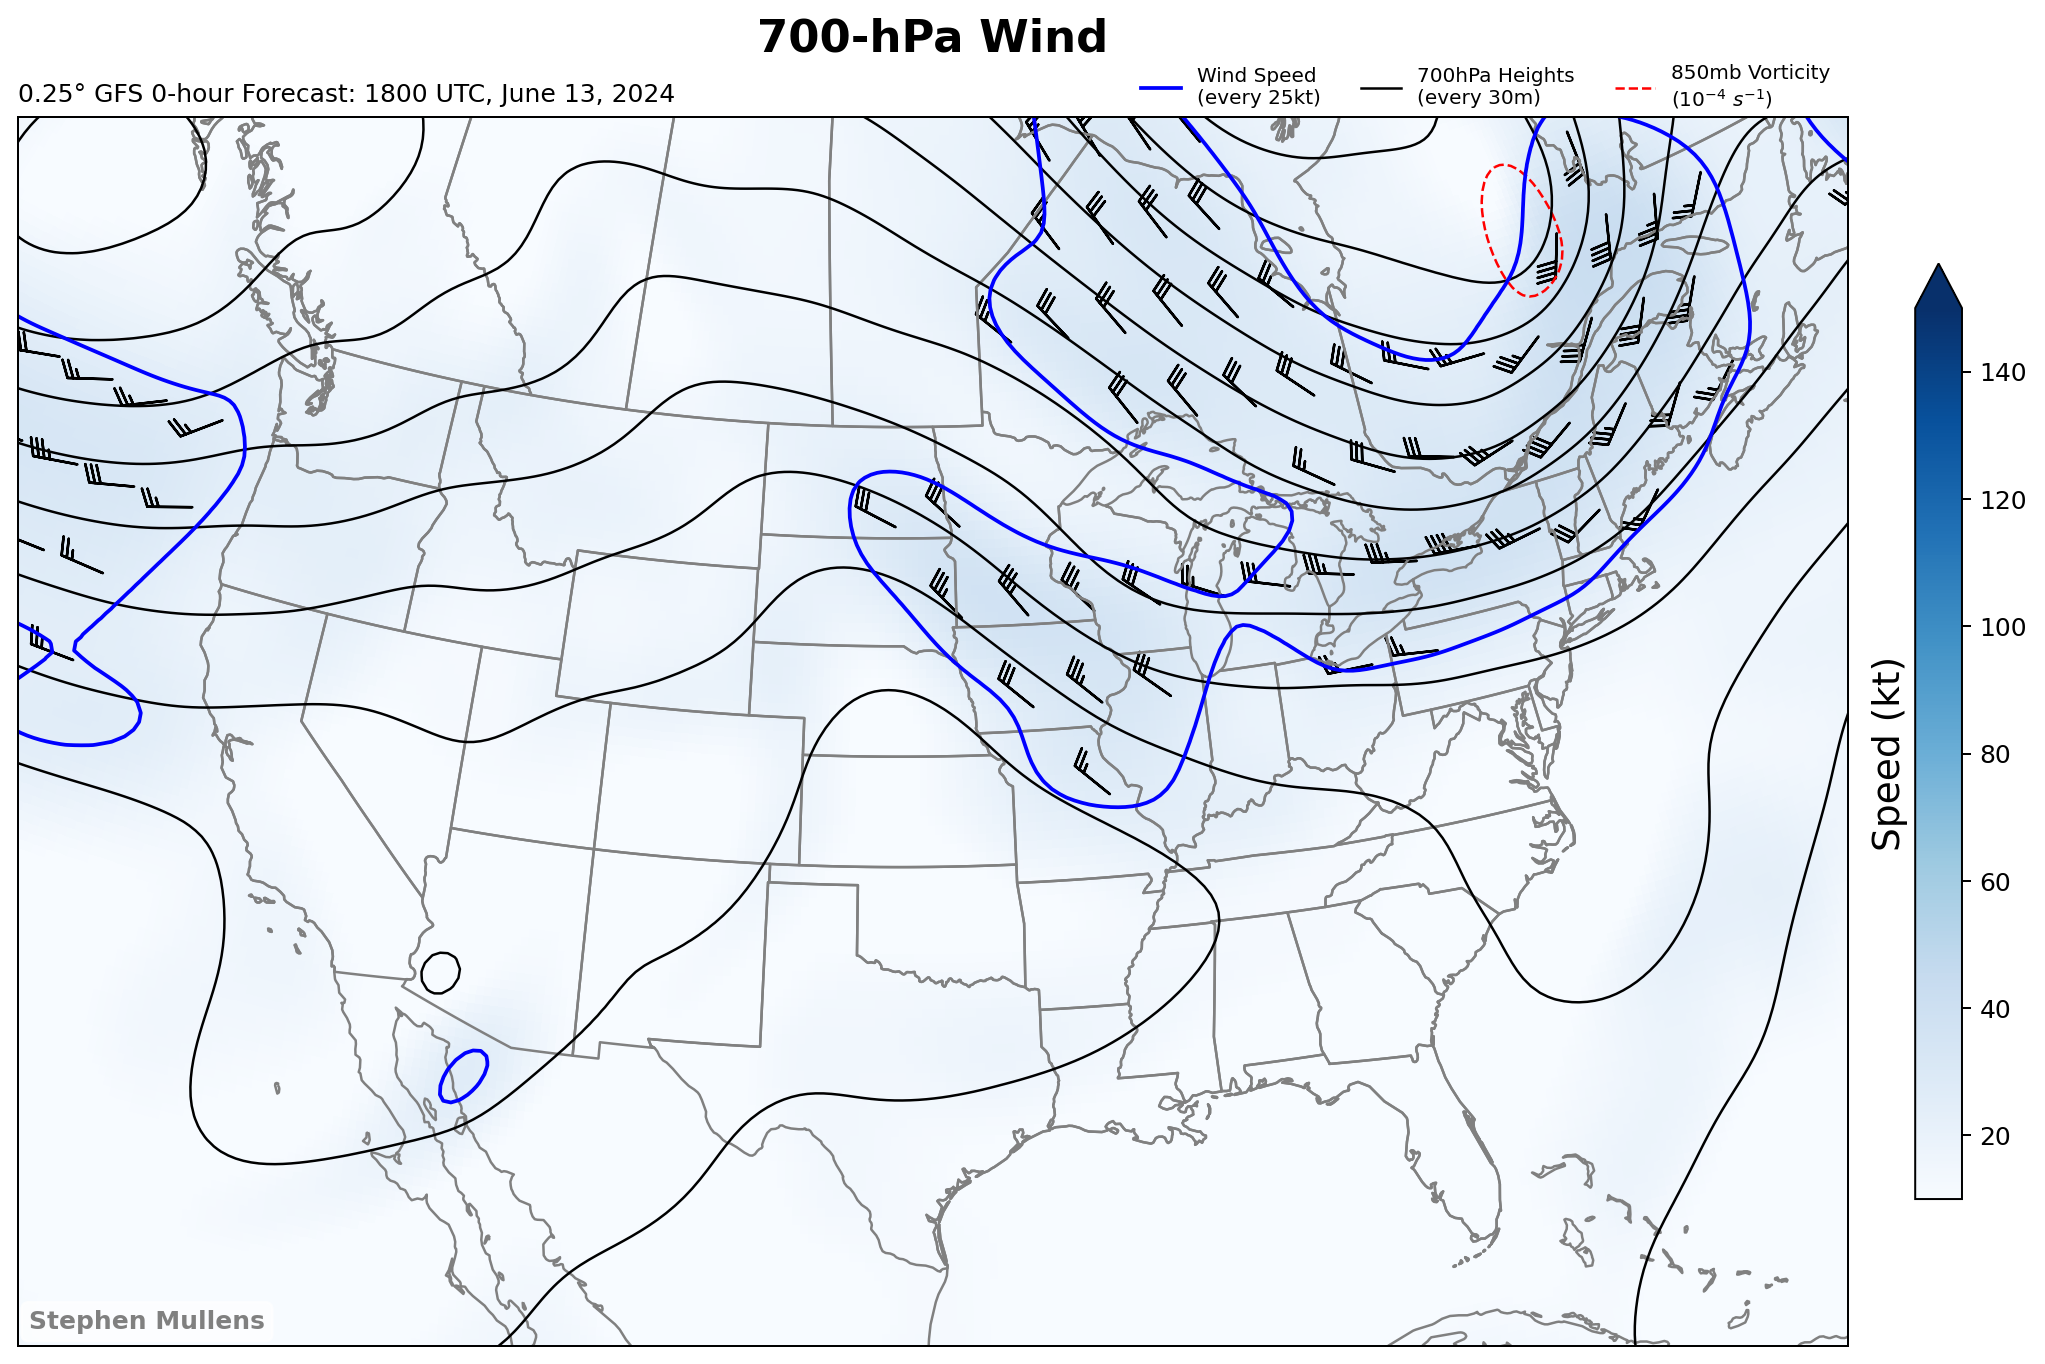 700-hPa Wind
0.25° GFS 0-hour Forecast: 1800 UTC, June 13, 2024
Wind Speed
(every 25kt)
700hPa Heights
(every 30m)
850mb Vorticity
(10⁻⁴ s⁻¹)
140
120
100
80
60
40
20
Speed (kt)
Stephen Mullens